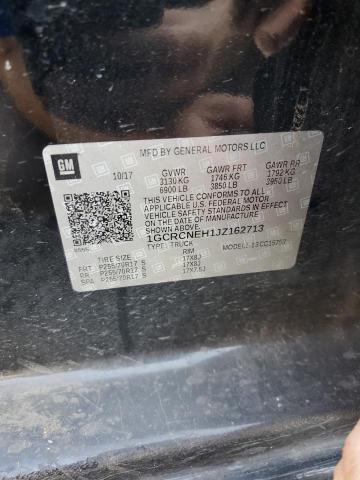 GM
MFD BY GENERAL MOTORS LLC
10/17 GVWR GAWR FRT GAWR RR
3130 KG 1746 KG 1792 KG
6900 LB 3850 LB 3950 LB
THIS VEHICLE CONFORMS TO ALL
APPLICABLE U.S. FEDERAL MOTOR
VEHICLE SAFETY STANDARDS IN
EFFECT ON THE DATE OF MANUFACTURE
SHOWN ABOVE.
1GCRCNEH1JZ162713
TYPE: TRUCK MODEL:
TIRE SIZE RIM
FRT P255/70R17 S 17X8J
RR P255/70R17 S 17X8J
SPA P255/70R17 S 17X7.5J